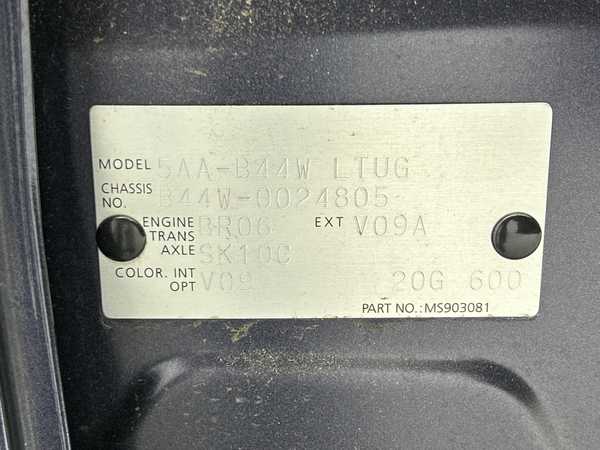 MODEL 5AA-B44W LTUG
CHASSIS NO. B44W-0024805
ENGINE BR06 EXT V09A
TRANS AXLE SK10C
COLOR. INT OPT V09 20G 600
PART NO.: MS903081